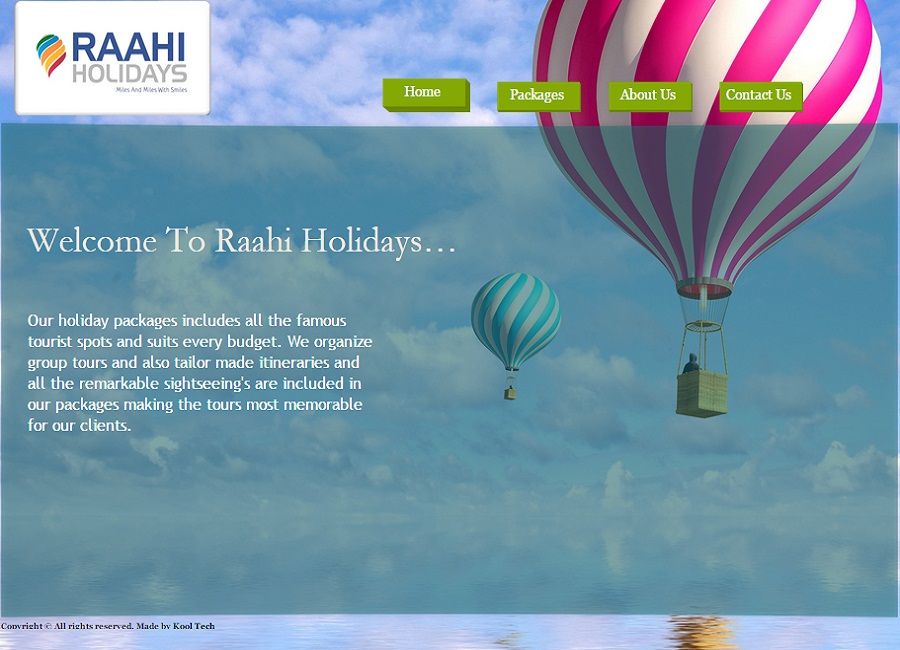 RAAHI
HOLIDAYS
Miles And Miles With Smiles
Home
Packages
About Us
Contact Us
Welcome To Raahi Holidays...
Our holiday packages includes all the famous
tourist spots and suits every budget. We organize
group tours and also tailor made itineraries and
all the remarkable sightseeing's are included in
our packages making the tours most memorable
for our clients.
Copyright © All rights reserved. Made by Kool Tech